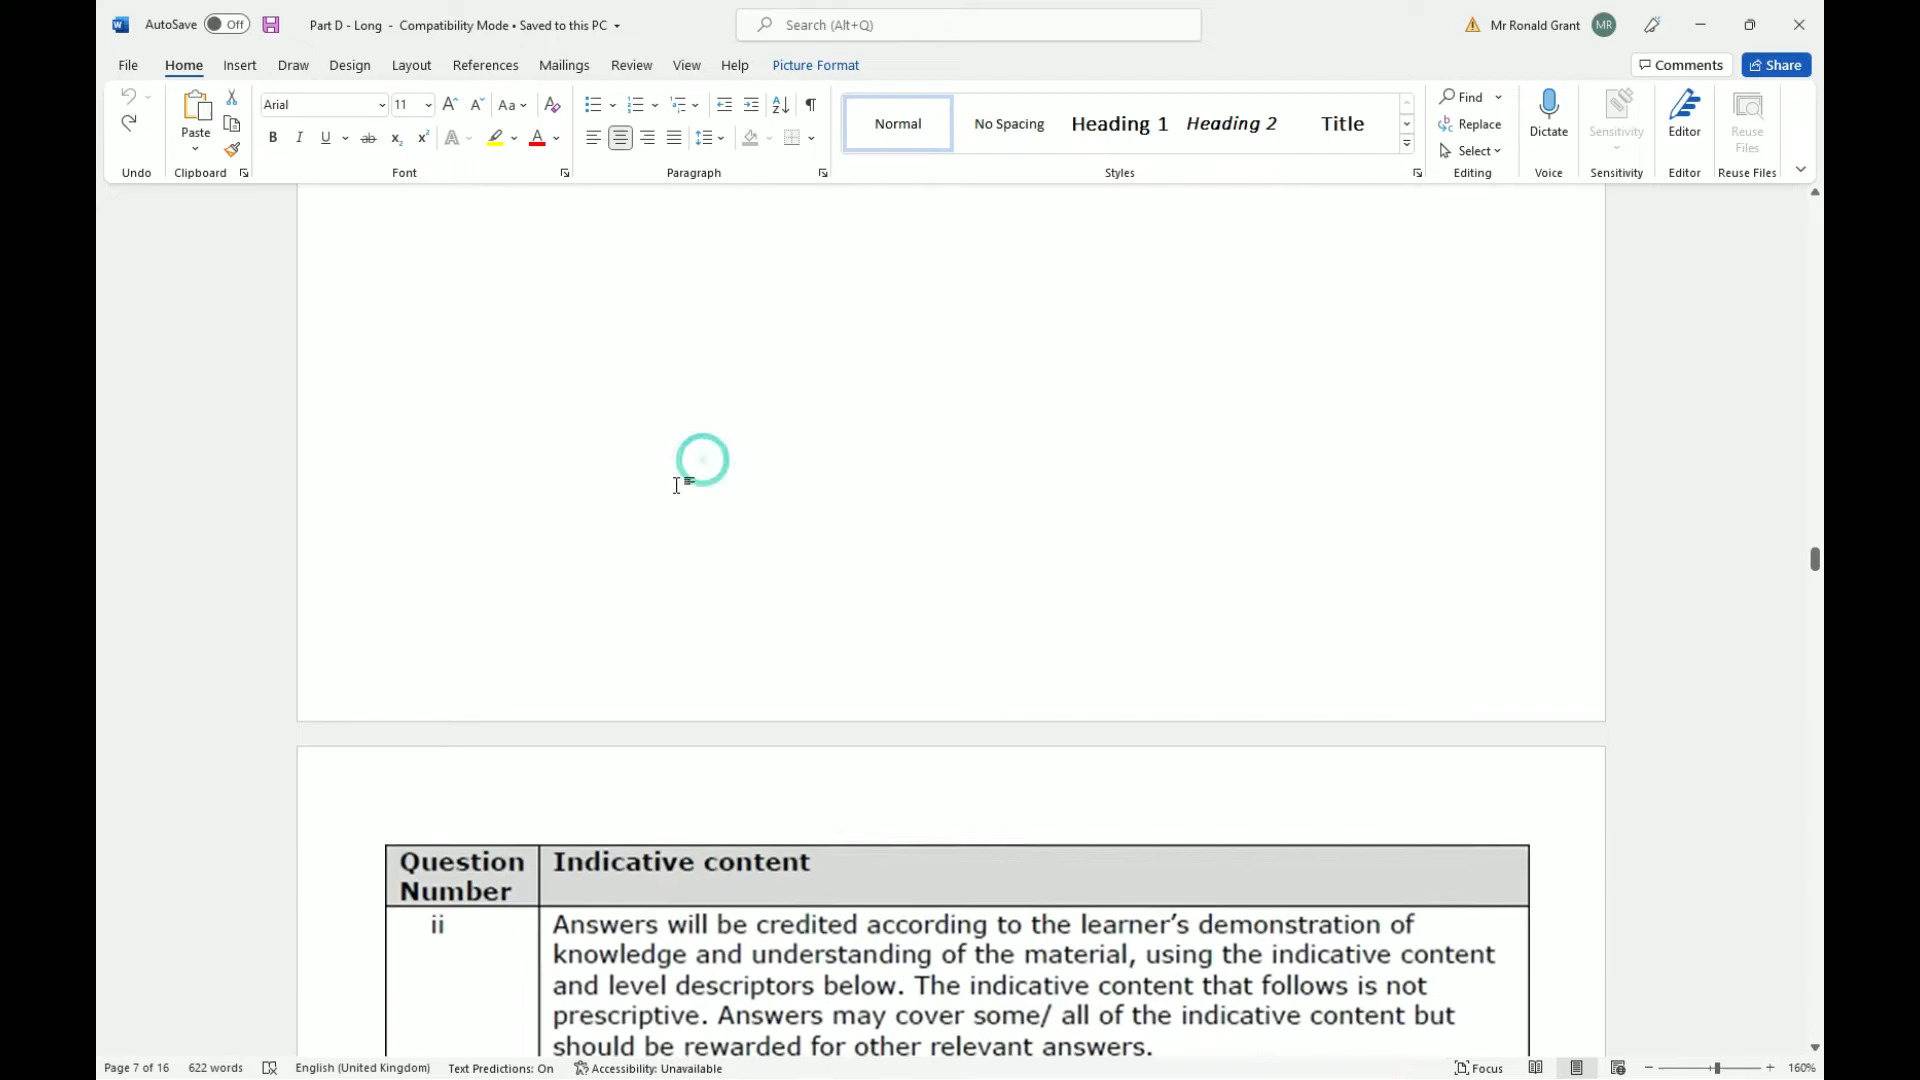 AutoSave Off Part D - Long - Compatibility Mode • Saved to this PC Search (Alt+Q) Mr Ronald Grant MR
File Home Insert Draw Design Layout References Mailings Review View Help Picture Format Comments Share
Paste Arial 11 Aa Normal No Spacing Heading 1 Heading 2 Title Find Replace Select Dictate Sensitivity Editor Reuse Files
Undo Clipboard Font Paragraph Styles Editing Voice Sensitivity Editor Reuse Files
Question Number Indicative content
ii Answers will be credited according to the learner’s demonstration of
knowledge and understanding of the material, using the indicative content
and level descriptors below. The indicative content that follows is not
prescriptive. Answers may cover some/ all of the indicative content but
should be rewarded for other relevant answers.
Page 7 of 16 622 words English (United Kingdom) Text Predictions: On Accessibility: Unavailable Focus 160%